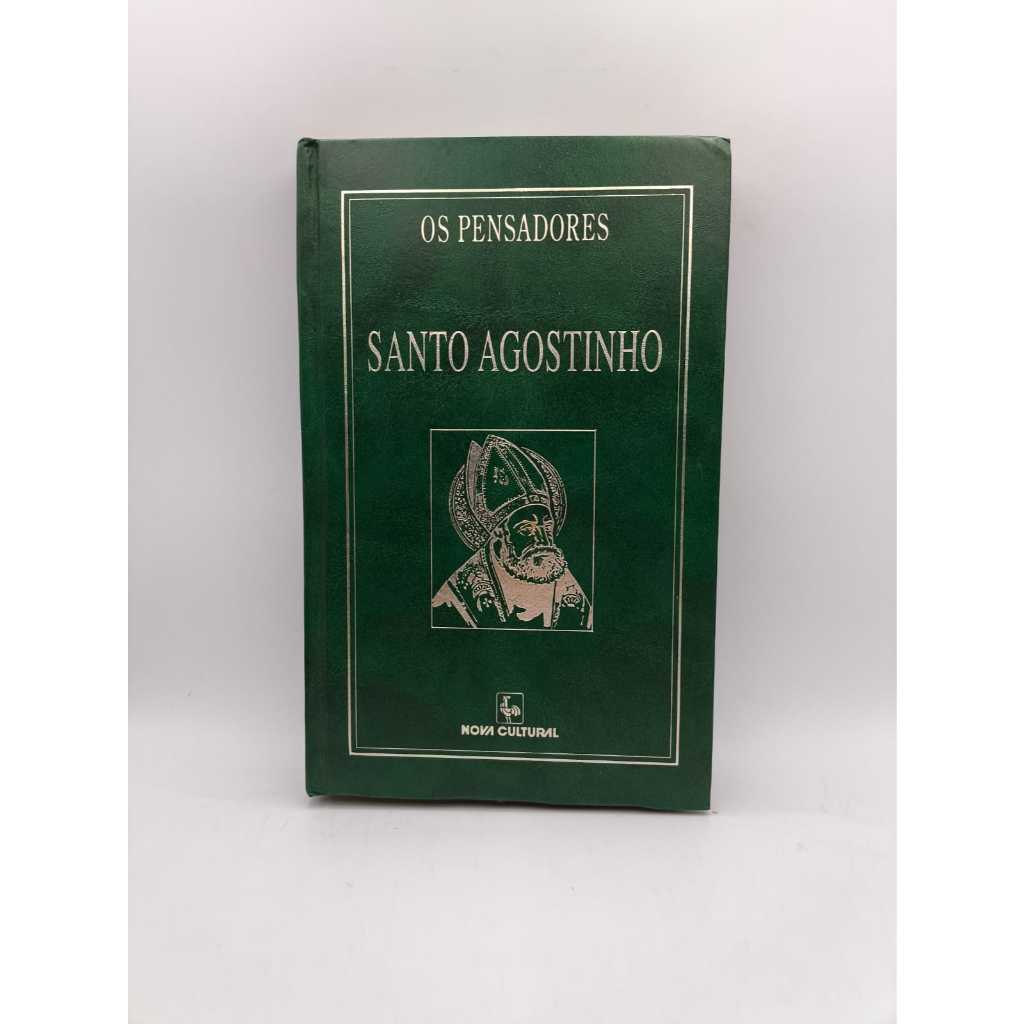 OS PENSADORES
SANTO AGOSTINHO
NOVA CULTURAL